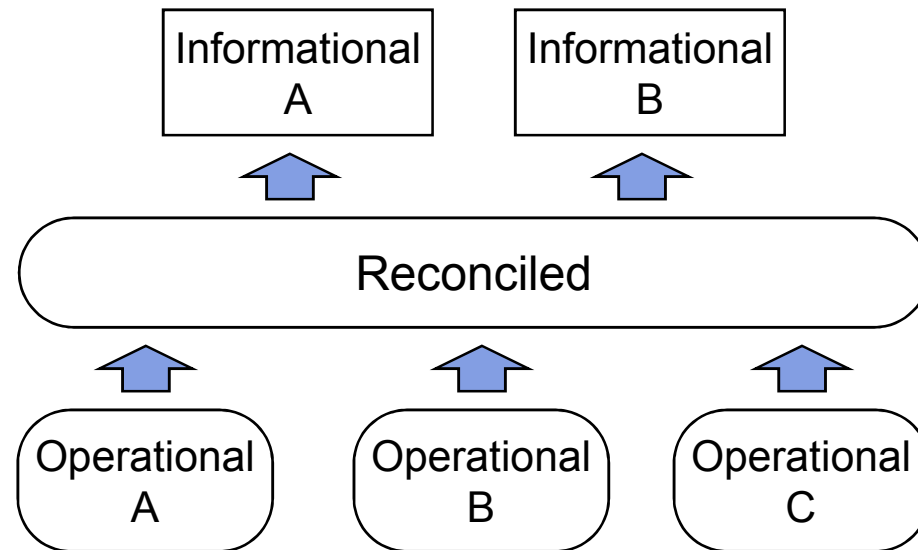 Informational
A
Informational
B
Reconciled
Operational
A
Operational
B
Operational
C